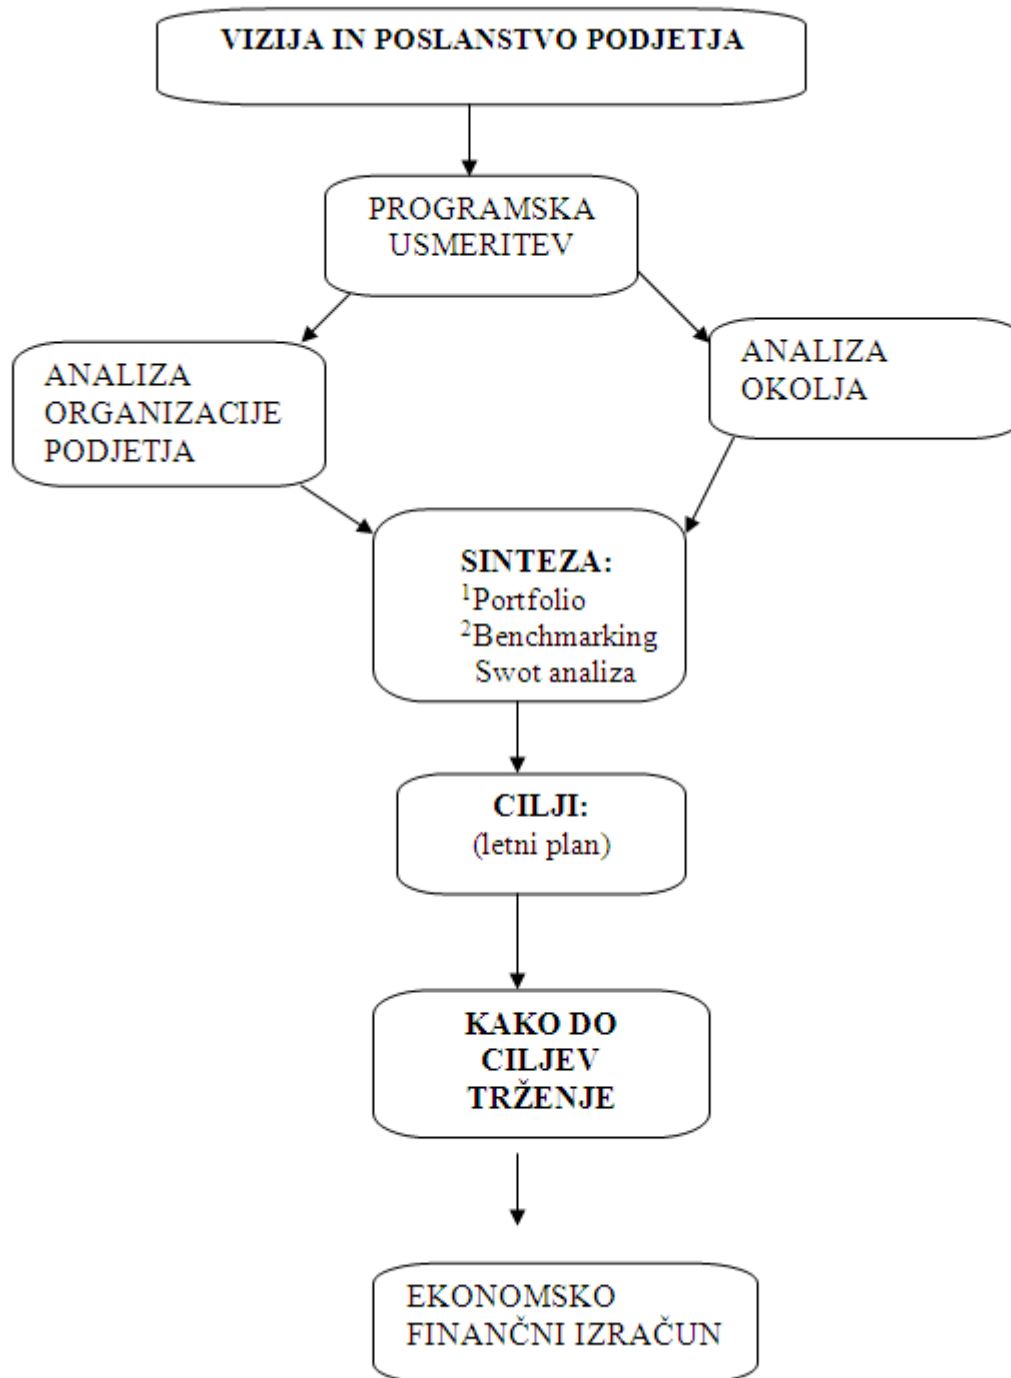 VIZIJA IN POSLANSTVO PODJETJA
PROGRAMSKA
USMERITEV
ANALIZA
ORGANIZACIJE
PODJETJA
ANALIZA
OKOLJA
SINTEZA:
¹Portfolio
²Benchmarking
Swot analiza
CILJI:
(letni plan)
KAKO DO
CILJEV
TRŽENJE
EKONOMSKO
FINANČNI IZRAČUN